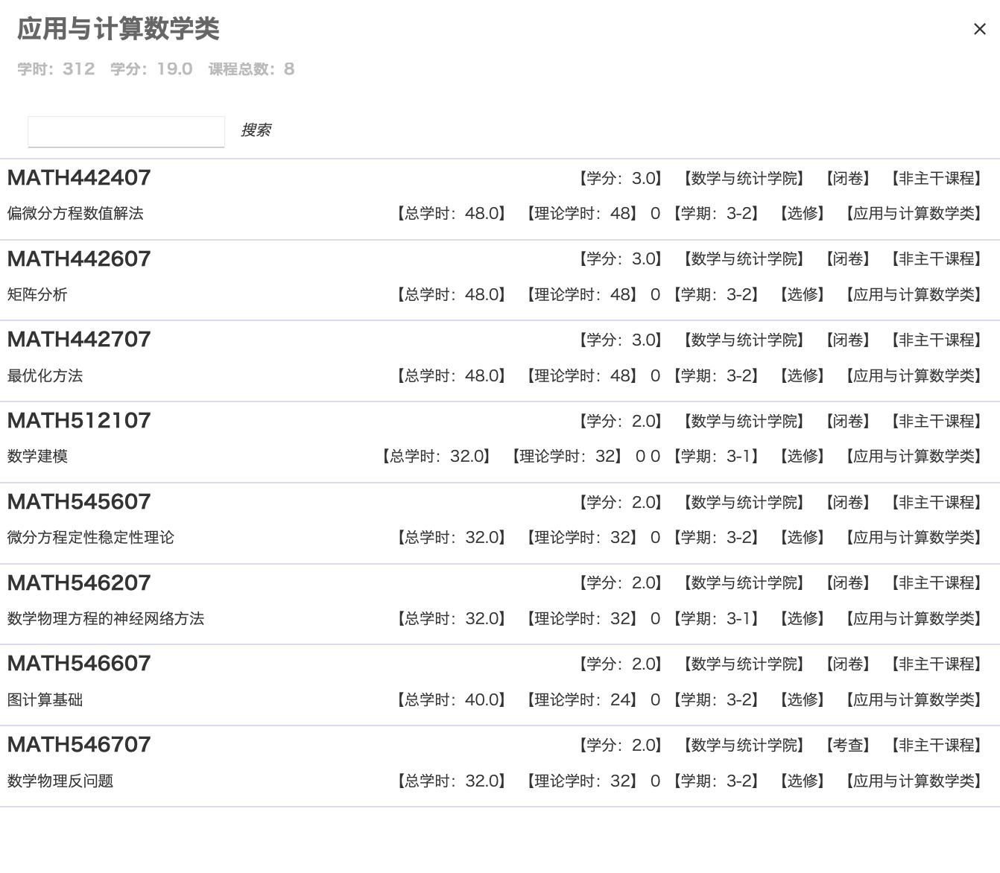 应用与计算数学类
学时：312 学分：19.0 课程总数：8
搜索
MATH442407 【学分：3.0】 【数学与统计学院】 【闭卷】 【非主干课程】
偏微分方程数值解法 【总学时：48.0】 【理论学时：48】 0 【学期：3-2】 【选修】 【应用与计算数学类】
MATH442607 【学分：3.0】 【数学与统计学院】 【闭卷】 【非主干课程】
矩阵分析 【总学时：48.0】 【理论学时：48】 0 【学期：3-2】 【选修】 【应用与计算数学类】
MATH442707 【学分：3.0】 【数学与统计学院】 【闭卷】 【非主干课程】
最优化方法 【总学时：48.0】 【理论学时：48】 0 【学期：3-2】 【选修】 【应用与计算数学类】
MATH512107 【学分：2.0】 【数学与统计学院】 【闭卷】 【非主干课程】
数学建模 【总学时：32.0】 【理论学时：32】 0 0 【学期：3-1】 【选修】 【应用与计算数学类】
MATH545607 【学分：2.0】 【数学与统计学院】 【闭卷】 【非主干课程】
微分方程定性稳定性理论 【总学时：32.0】 【理论学时：32】 0 【学期：3-2】 【选修】 【应用与计算数学类】
MATH546207 【学分：2.0】 【数学与统计学院】 【闭卷】 【非主干课程】
数学物理方程的神经网络方法 【总学时：32.0】 【理论学时：32】 0 【学期：3-1】 【选修】 【应用与计算数学类】
MATH546607 【学分：2.0】 【数学与统计学院】 【闭卷】 【非主干课程】
图计算基础 【总学时：40.0】 【理论学时：24】 0 【学期：3-2】 【选修】 【应用与计算数学类】
MATH546707 【学分：2.0】 【数学与统计学院】 【考查】 【非主干课程】
数学物理反问题 【总学时：32.0】 【理论学时：32】 0 【学期：3-2】 【选修】 【应用与计算数学类】